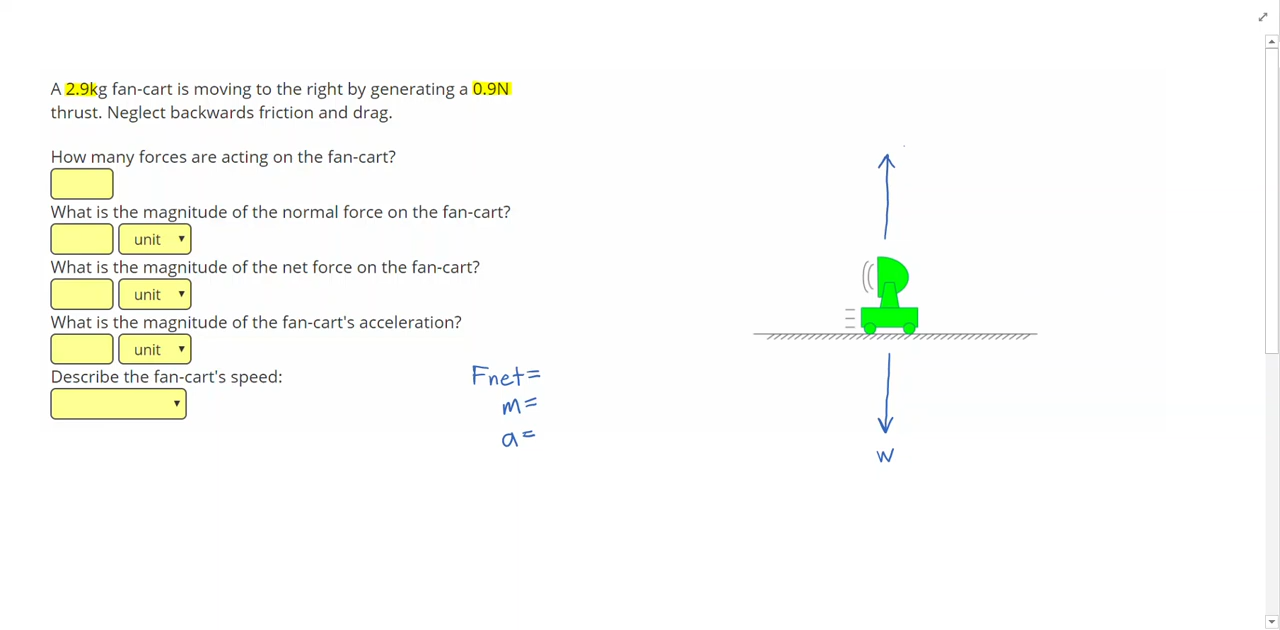 A 2.9kg fan-cart is moving to the right by generating a 0.9N
thrust. Neglect backwards friction and drag.
How many forces are acting on the fan-cart?
What is the magnitude of the normal force on the fan-cart?
unit
What is the magnitude of the net force on the fan-cart?
unit
What is the magnitude of the fan-cart's acceleration?
unit
Describe the fan-cart's speed:
Fnet=
m=
a=
W